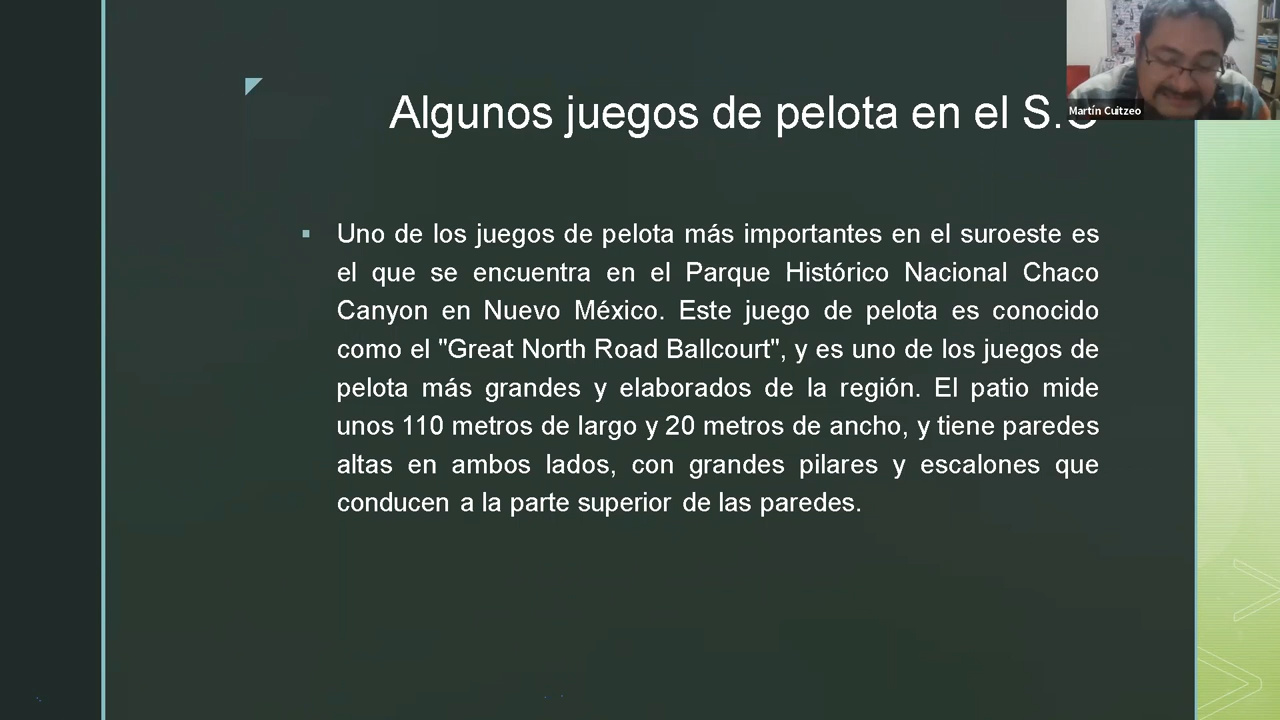 Algunos juegos de pelota en el S.
Martín Cuitzeo
Uno de los juegos de pelota más importantes en el suroeste es
el que se encuentra en el Parque Histórico Nacional Chaco
Canyon en Nuevo México. Este juego de pelota es conocido
como el "Great North Road Ballcourt", y es uno de los juegos de
pelota más grandes y elaborados de la región. El patio mide
unos 110 metros de largo y 20 metros de ancho, y tiene paredes
altas en ambos lados, con grandes pilares y escalones que
conducen a la parte superior de las paredes.